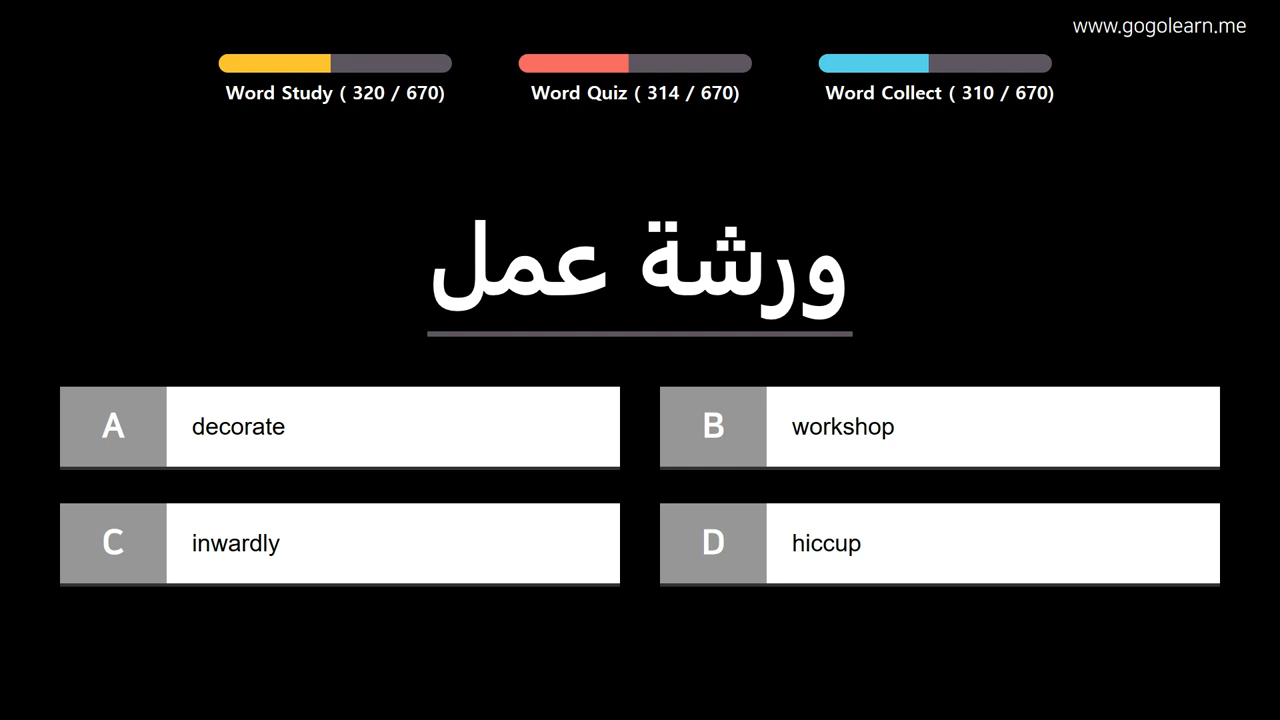 www.gogolearn.me
Word Study ( 320 / 670)
Word Quiz ( 314 / 670)
Word Collect ( 310 / 670)
ورشة عمل
A decorate
B workshop
C inwardly
D hiccup